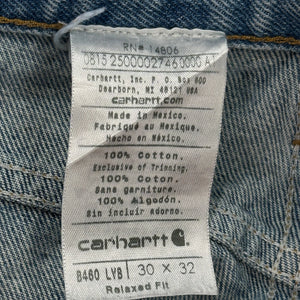 RN# 14806
0815 25000027460000 A1
Carhartt, Inc. P. O. Box 600
Dearborn, MI 48121 USA
carhartt.com
Made in Mexico.
Fabriqué au Mexique.
Hecho en México.
100% Cotton.
Exclusive of Trimming.
100% Coton.
Sans garniture.
100% Algodón.
Sin incluir adorno.
carhartt
B460 LVB 30 X 32
Relaxed Fit